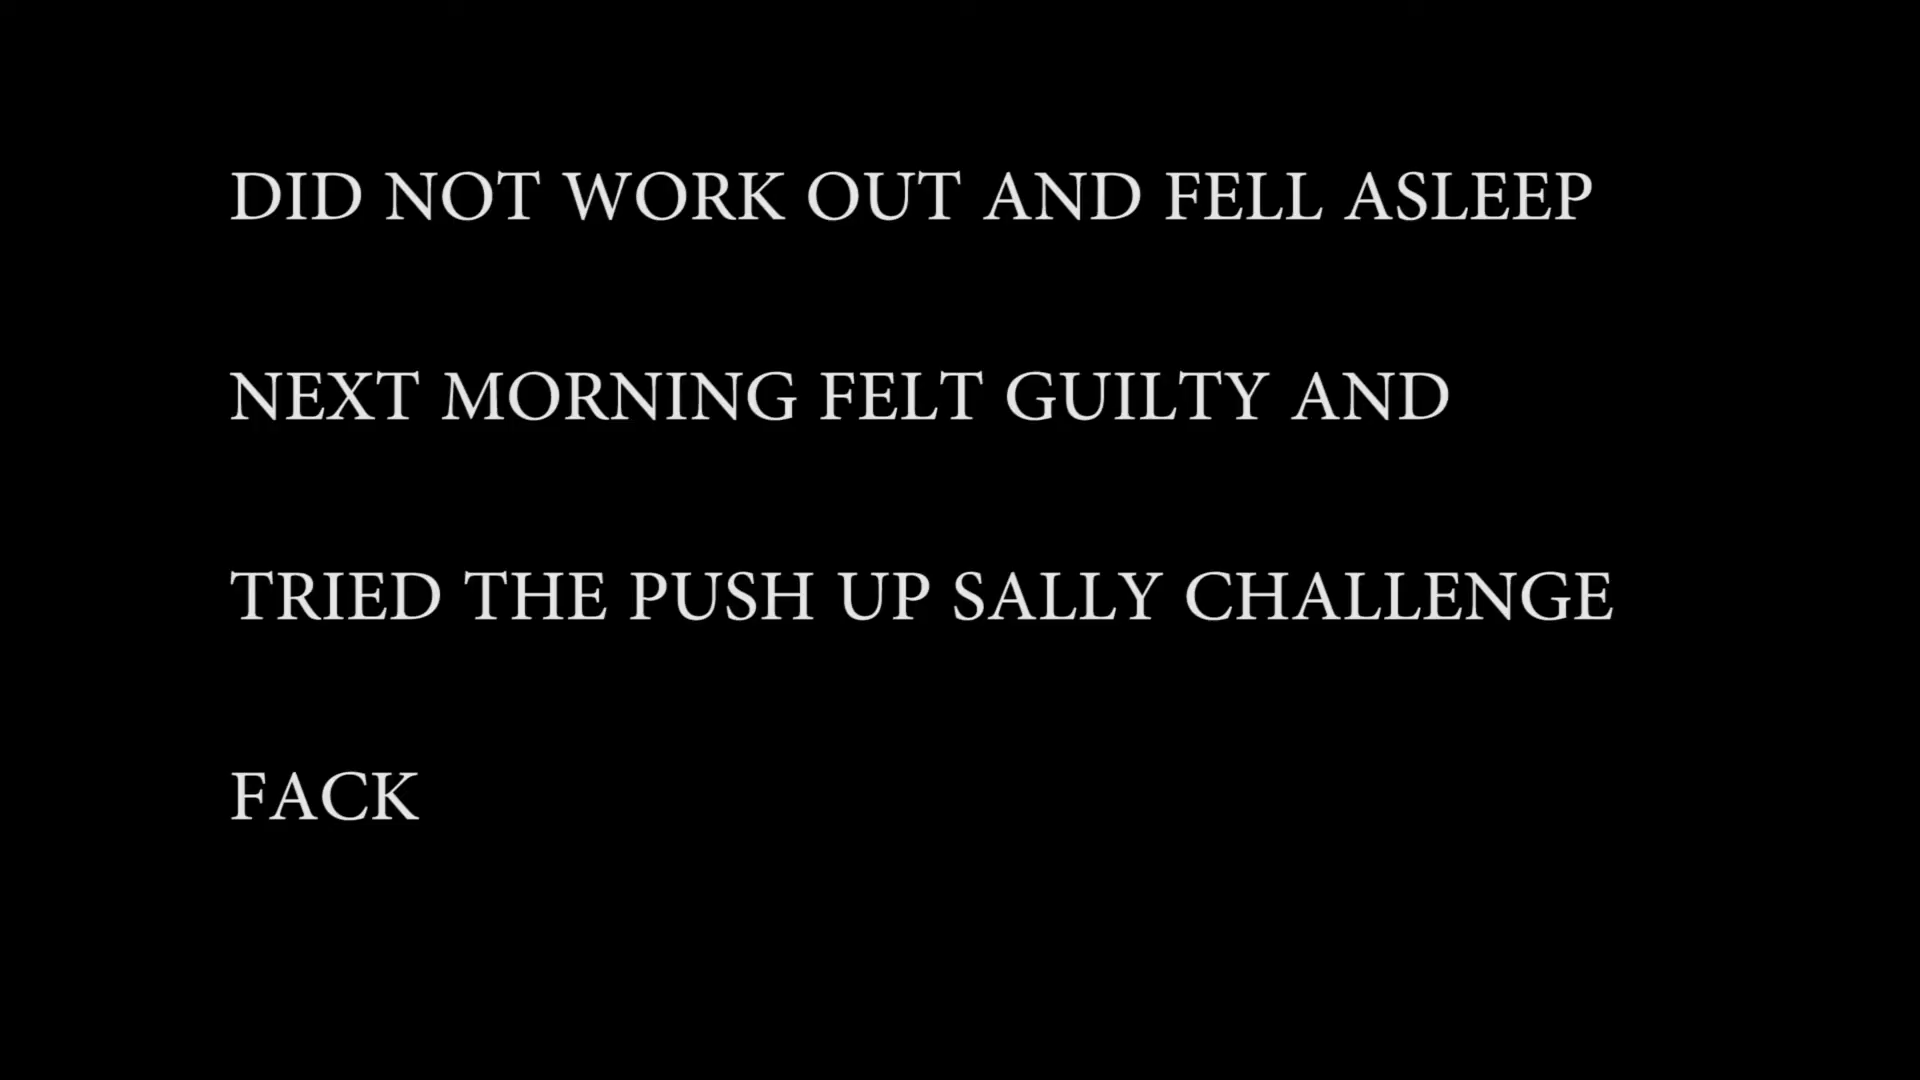 DID NOT WORK OUT AND FELL ASLEEP
NEXT MORNING FELT GUILTY AND
TRIED THE PUSH UP SALLY CHALLENGE
FACK